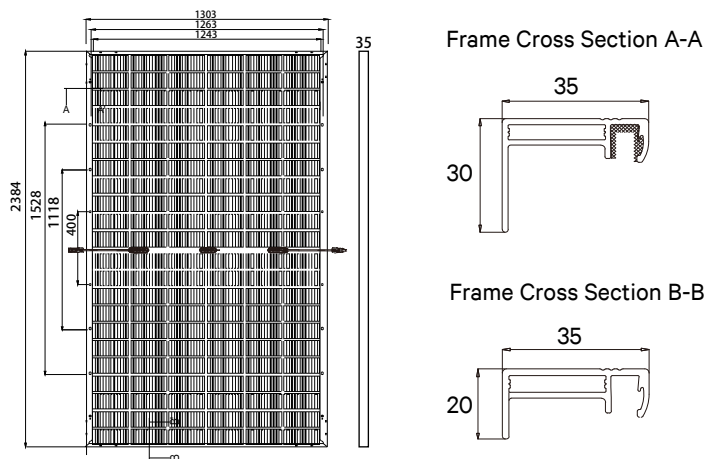 1303
1263
1243
35
A
A
2384
1528
1118
400
B
B
Frame Cross Section A-A
35
30
Frame Cross Section B-B
35
20